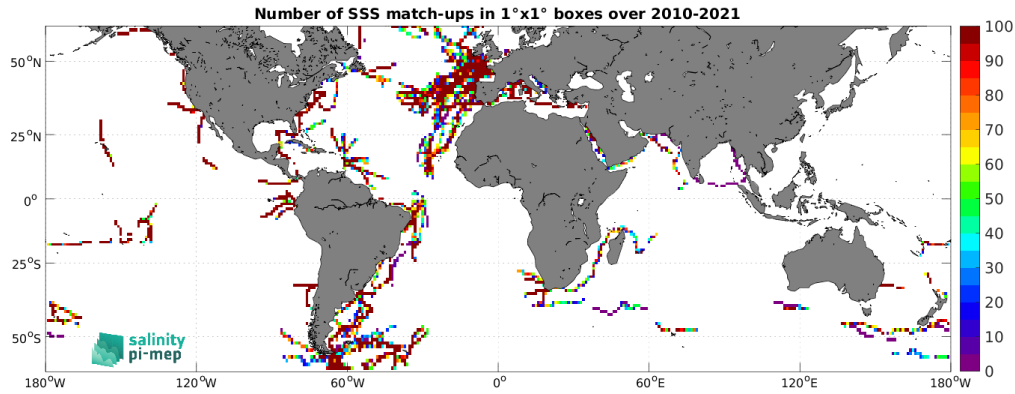 Number of SSS match-ups in 1°x1° boxes over 2010-2021
50°N
25°N
0°
25°S
50°S
180°W
120°W
60°W
0°
60°E
120°E
180°W
100
90
80
70
60
50
40
30
20
10
0
salinity
pi-mep